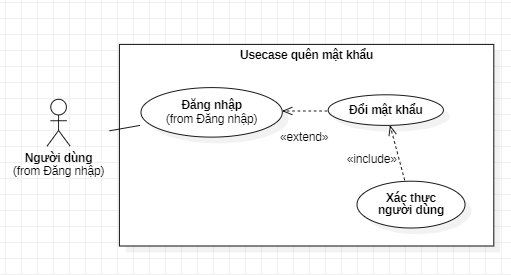 Usecase quên mật khẩu
Đăng nhập
(from Đăng nhập)
Đổi mật khẩu
«extend»
Người dùng
(from Đăng nhập)
«include»
Xác thực
người dùng